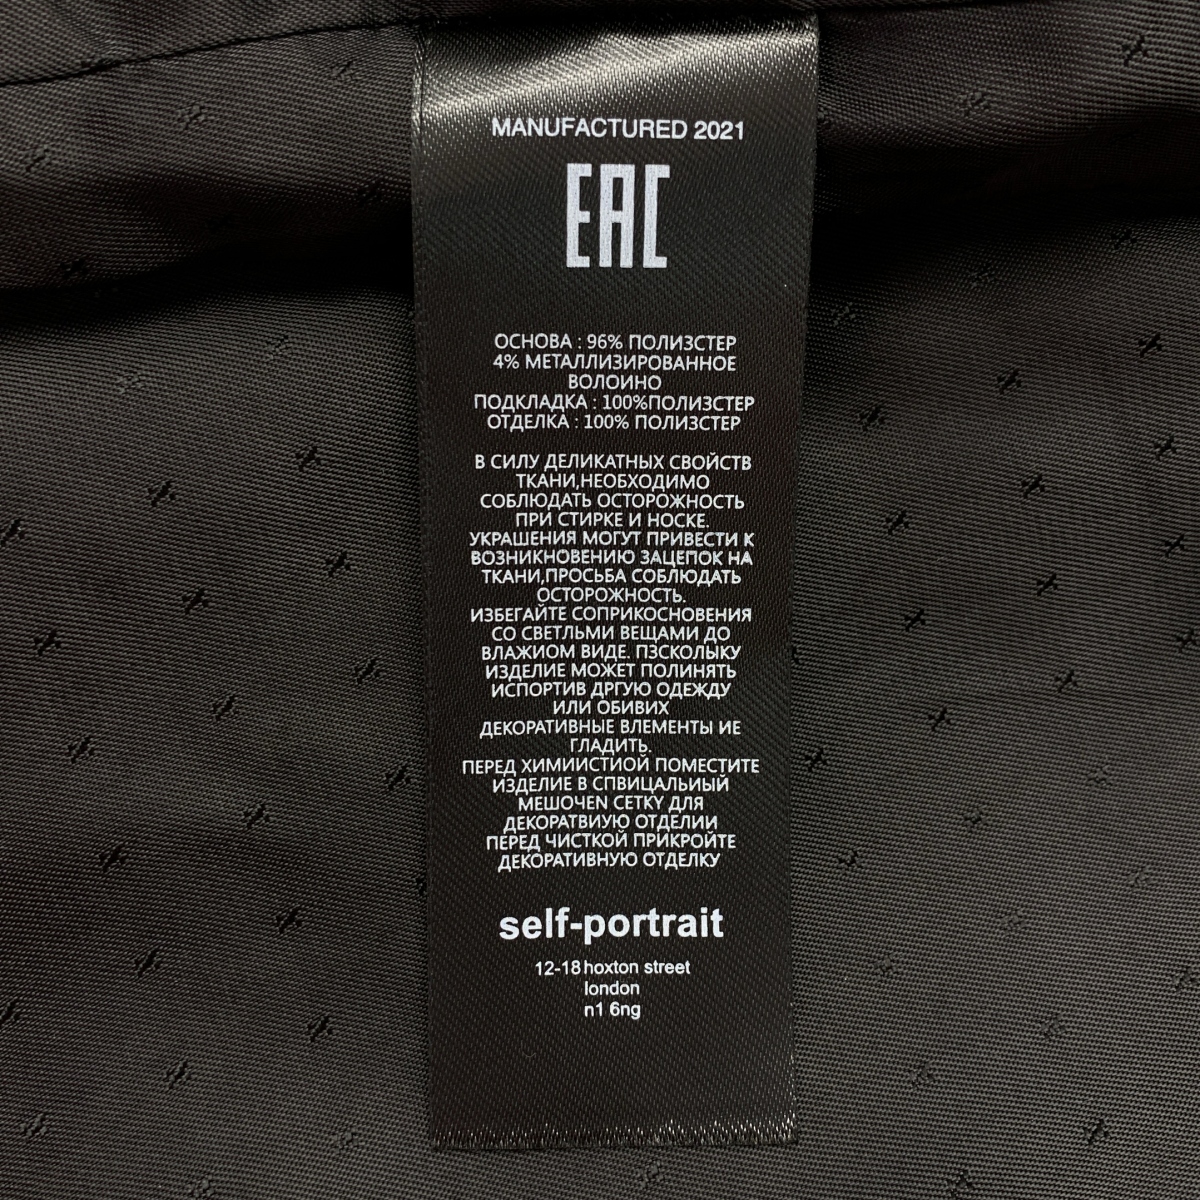 MANUFACTURED 2021
EAC
ОСНОВА : 96% ПОЛИЗСТЕР
4% МЕТАЛЛИЗИРОВАННОЕ
ВОЛОИНО
ПОДКЛАДКА : 100%ПОЛИЗСТЕР
ОТДЕЛКА : 100% ПОЛИЗСТЕР
В СИЛУ ДЕЛИКАТНЫХ СВОЙСТВ
ТКАНИ,НЕОБХОДИМО
СОБЛЮДАТЬ ОСТОРОЖНОСТЬ
ПРИ СТИРКЕ И НОСКЕ.
УКРАШЕНИЯ МОГУТ ПРИВЕСТИ К
ВОЗНИКНОВЕНИЮ ЗАЦЕПОК НА
ТКАНИ,ПРОСЬБА СОБЛЮДАТЬ
ОСТОРОЖНОСТЬ.
ИЗБЕГАЙТЕ СОПРИКОСНОВЕНИЯ
СО СВЕТЛЬМИ ВЕЩАМИ ДО
ВЛАЖИОМ ВИДЕ. ПЗСКОЛЫКУ
ИЗДЕЛИЕ МОЖЕТ ПОЛИНЯТЬ
ИСПОРТИВ ДРГУЮ ОДЕЖДУ
ИЛИ ОБИВИХ
ДЕКОРАТИВНЫЕ ВЛЕМЕНТЫ ИЕ
ГЛАДИТЬ.
ПЕРЕД ХИМИИСТИОЙ ПОМЕСТИТЕ
ИЗДЕЛИЕ В СПВИЦАЛЬИЫЙ
МЕШОЧЕN СЕТКУ ДЛЯ
ДЕКОРАТВИУЮ ОТДЕЛИИ
ПЕРЕД ЧИСТКОЙ ПРИКРОЙТЕ
ДЕКОРАТИВНУЮ ОТДЕЛКУ
self-portrait
12-18 hoxton street
london
n1 6ng